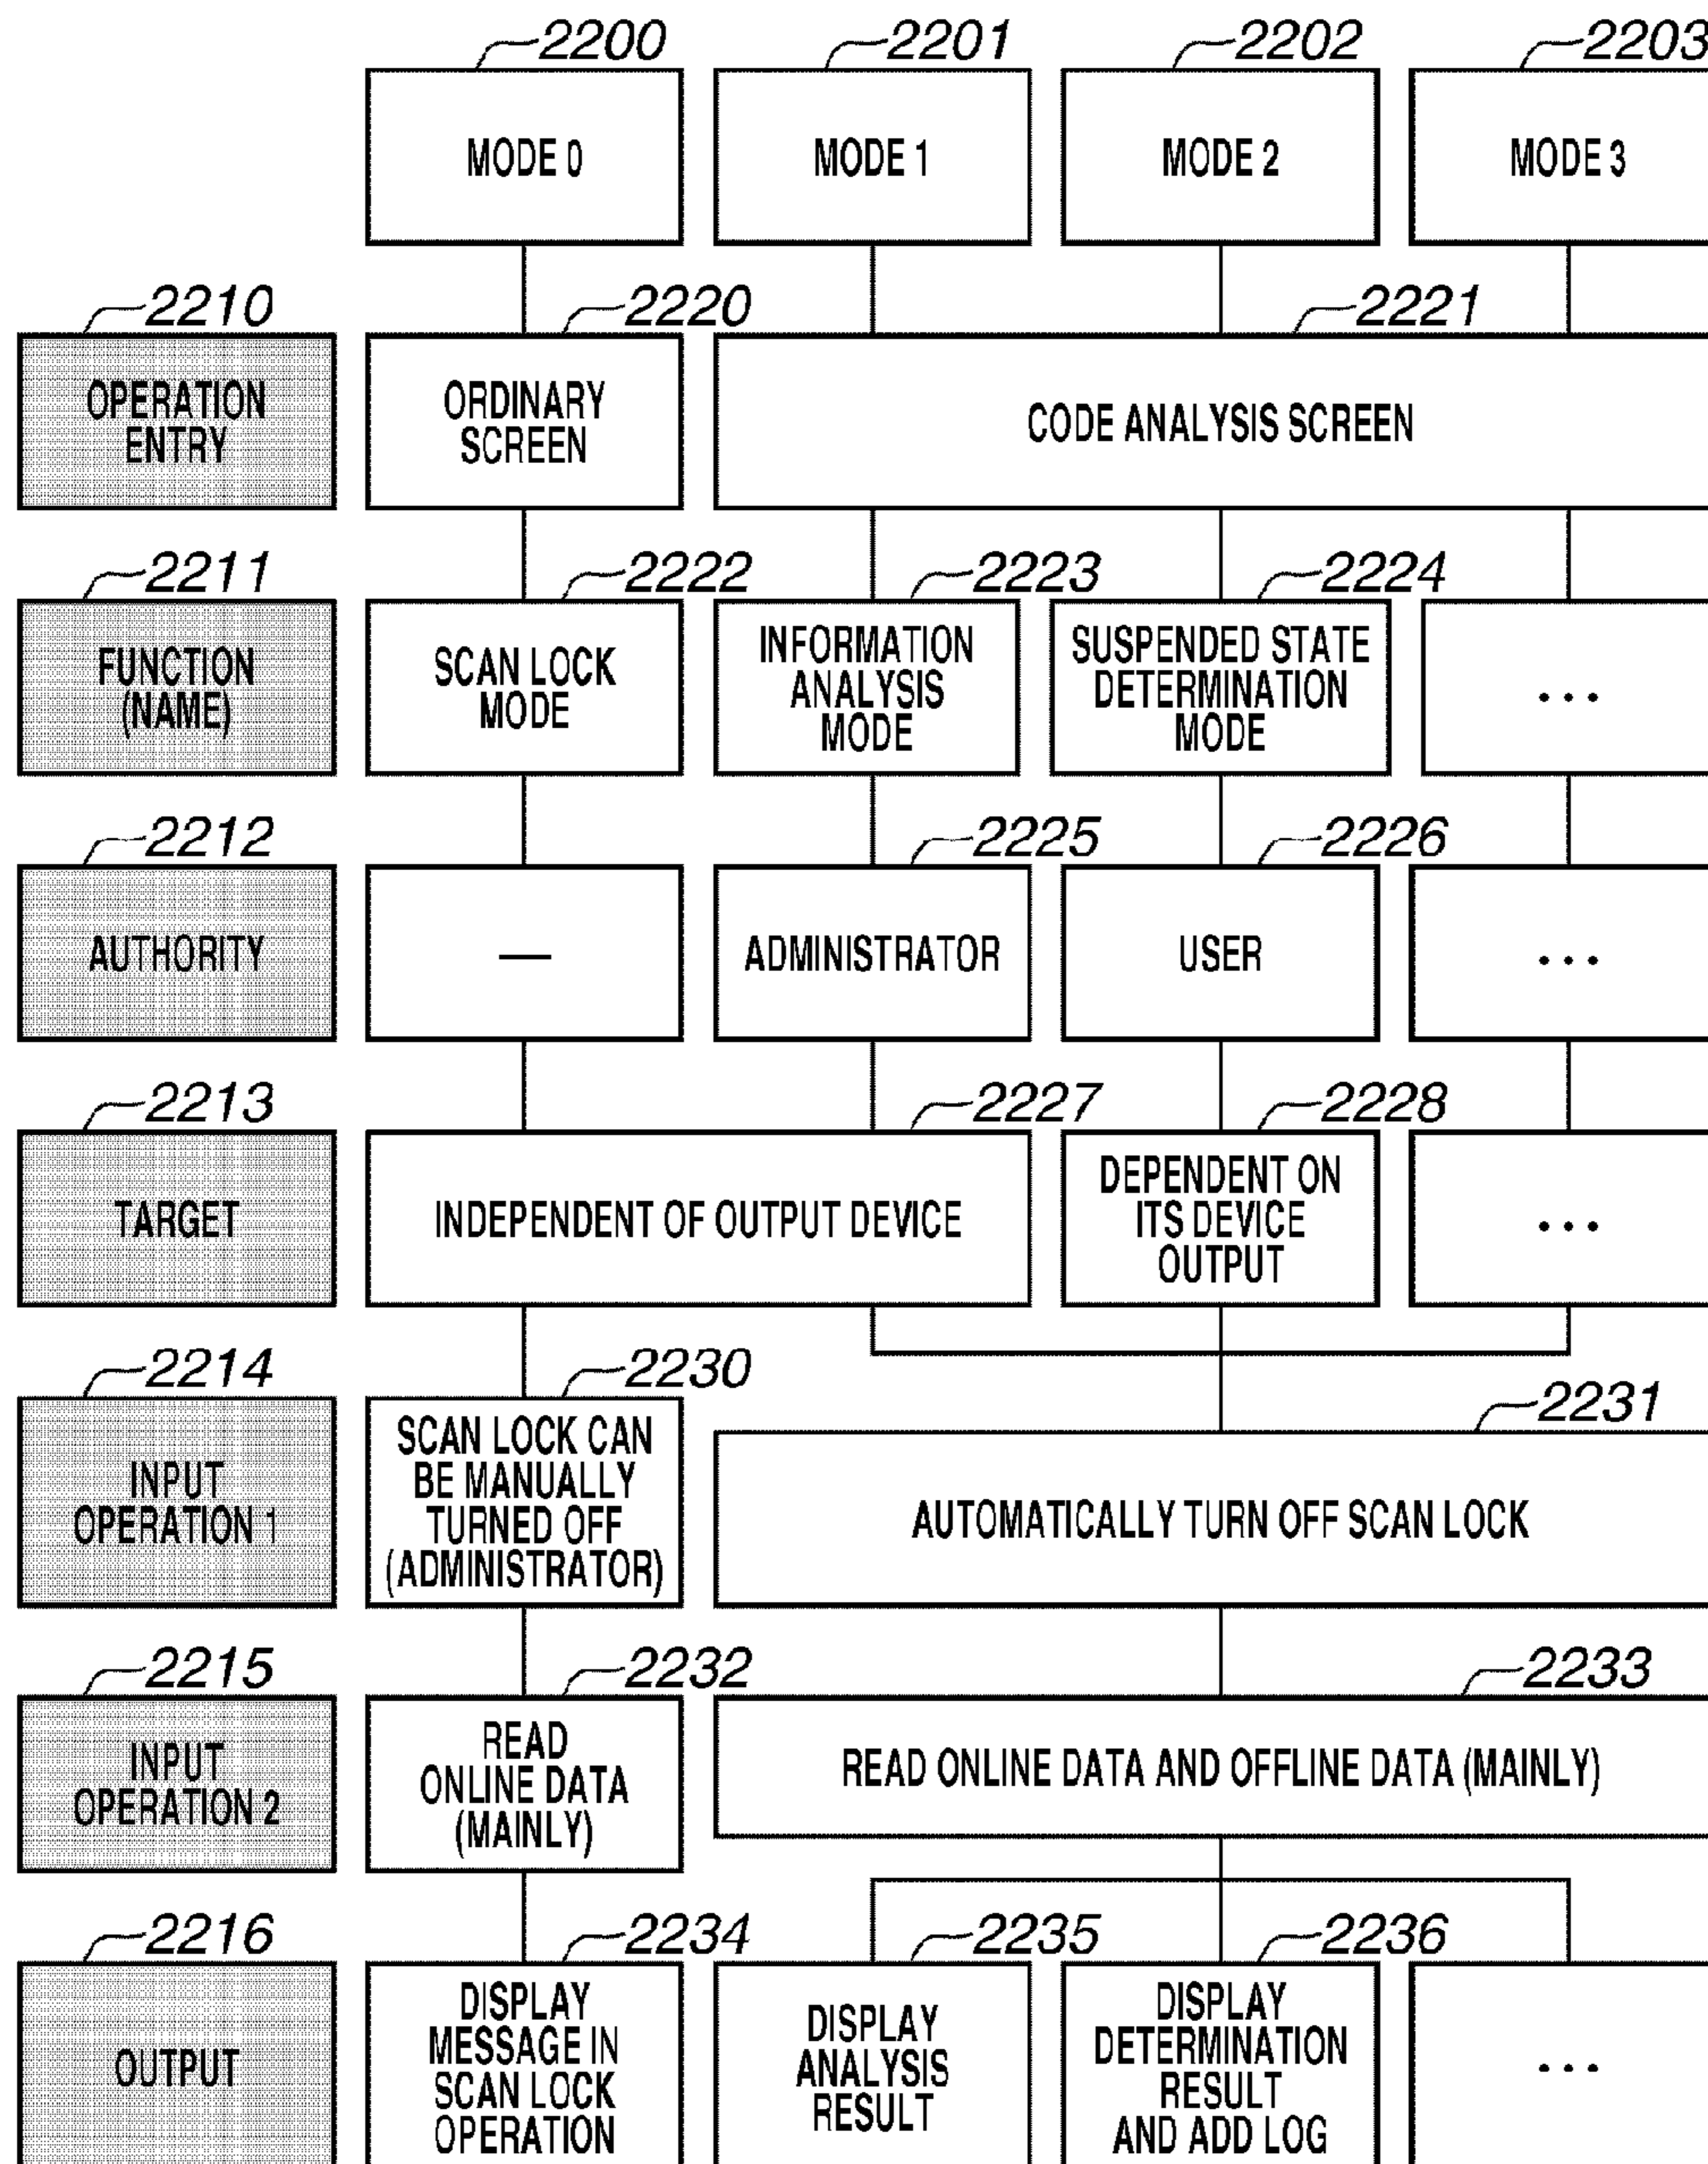 2200 2201 2202 2203
MODE 0 MODE 1 MODE 2 MODE 3
2210 2220 2221
OPERATION
ENTRY
ORDINARY
SCREEN
CODE ANALYSIS SCREEN
2211 2222 2223 2224
FUNCTION
(NAME)
SCAN LOCK
MODE
INFORMATION
ANALYSIS
MODE
SUSPENDED STATE
DETERMINATION
MODE
...
2212 2225 2226
AUTHORITY
—
ADMINISTRATOR
USER
...
2213 2227 2228
TARGET
INDEPENDENT OF OUTPUT DEVICE
DEPENDENT ON
ITS DEVICE
OUTPUT
...
2214 2230 2231
INPUT
OPERATION 1
SCAN LOCK CAN
BE MANUALLY
TURNED OFF
(ADMINISTRATOR)
AUTOMATICALLY TURN OFF SCAN LOCK
2215 2232 2233
INPUT
OPERATION 2
READ
ONLINE DATA
(MAINLY)
READ ONLINE DATA AND OFFLINE DATA (MAINLY)
2216 2234 2235 2236
OUTPUT
DISPLAY
MESSAGE IN
SCAN LOCK
OPERATION
DISPLAY
ANALYSIS
RESULT
DISPLAY
DETERMINATION
RESULT
AND ADD LOG
...